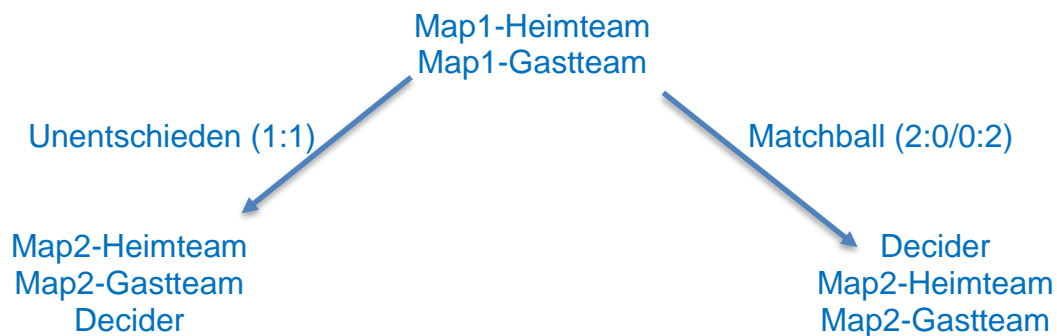 Map1-Heimteam
Map1-Gastteam
Unentschieden (1:1)
Matchball (2:0/0:2)
Map2-Heimteam
Map2-Gastteam
Decider
Decider
Map2-Heimteam
Map2-Gastteam